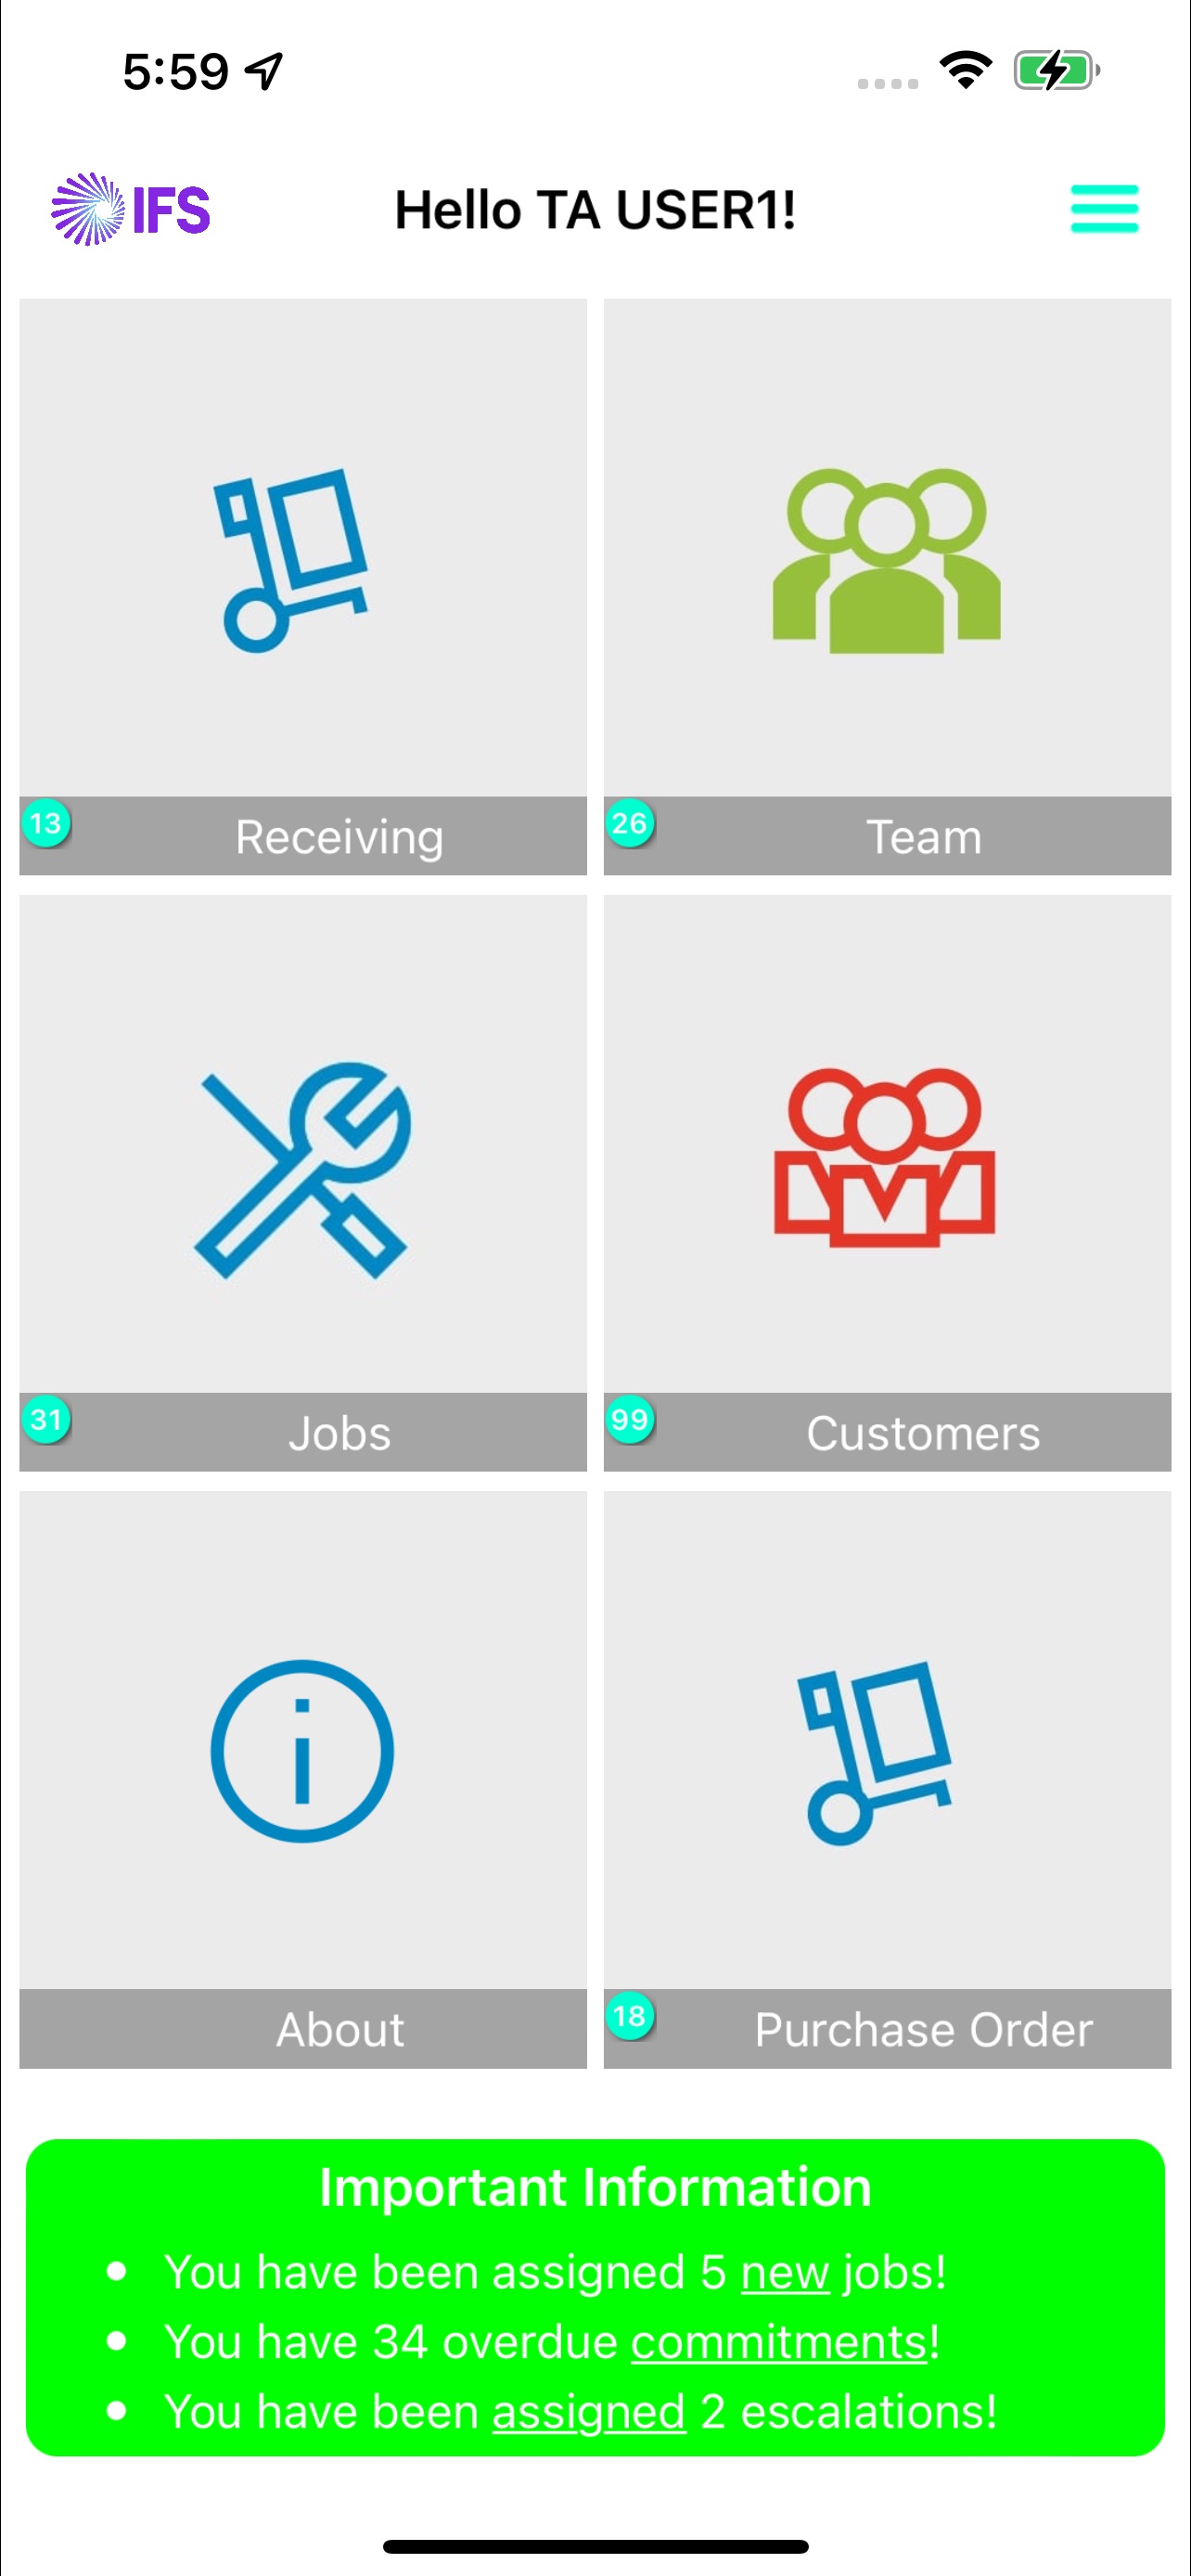 5:59
IFS
Hello TA USER1!
13
Receiving
26
Team
31
Jobs
99
Customers
About
18
Purchase Order
Important Information
• You have been assigned 5 new jobs!
• You have 34 overdue commitments!
• You have been assigned 2 escalations!